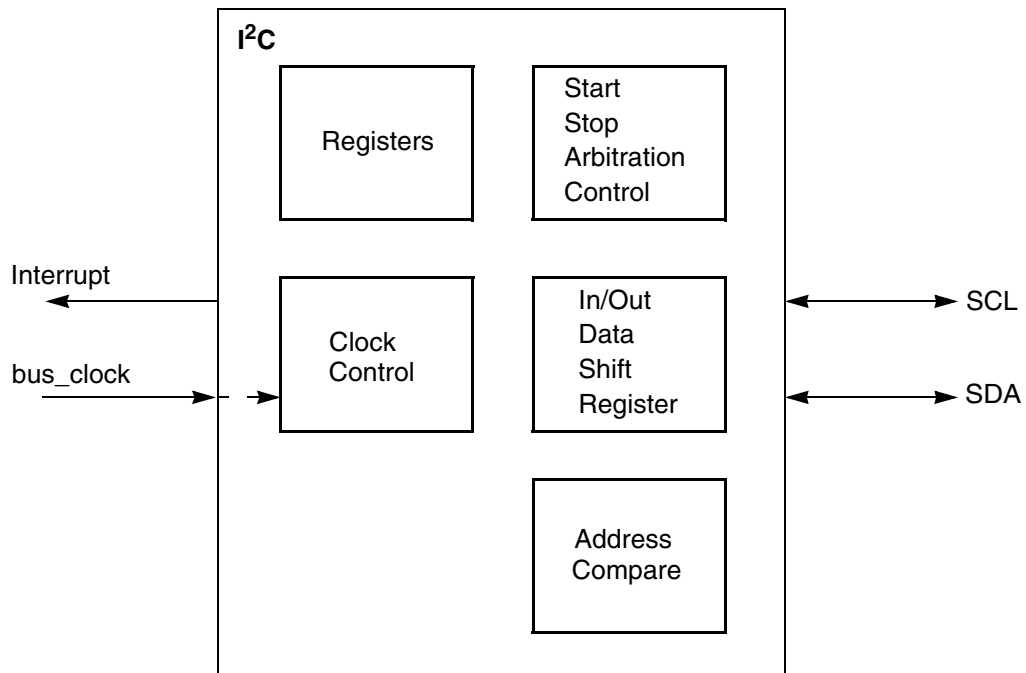 I²C
Registers
Start
Stop
Arbitration
Control
Interrupt
bus_clock
Clock
Control
In/Out
Data
Shift
Register
SCL
SDA
Address
Compare